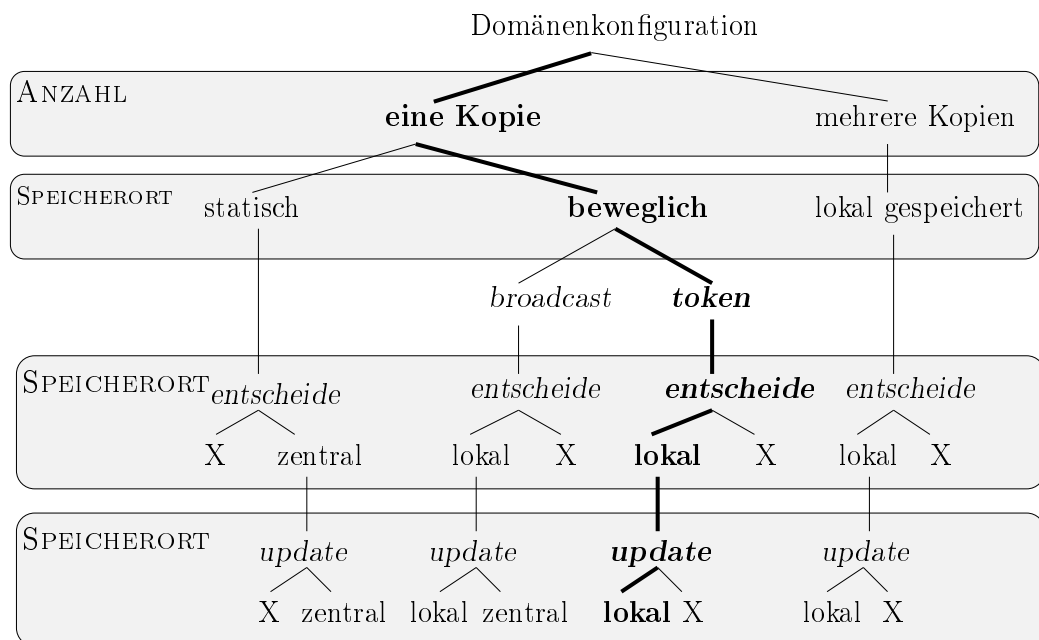 Domänenkonfiguration
ANZAHL
eine Kopie mehrere Kopien
SPEICHERORT
statisch beweglich lokal gespeichert
broadcast token
SPEICHERORT
entscheide entscheide entscheide entscheide
X zentral lokal X lokal X lokal X
SPEICHERORT
update update update update
X zentral lokal zentral lokal X lokal X